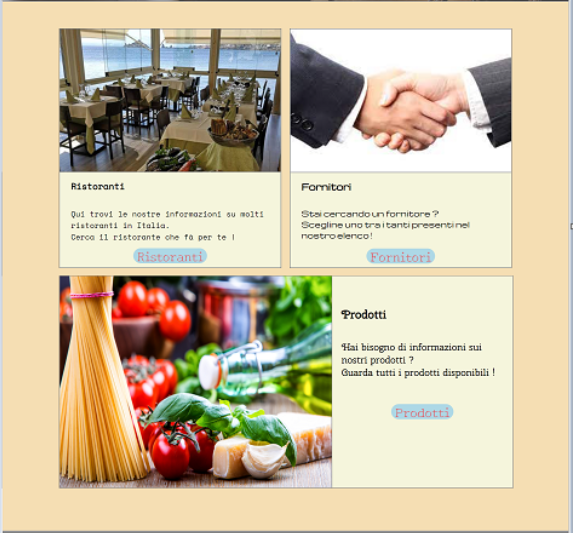 Ristoranti
Qui trovi le nostre informazioni su molti
ristoranti in Italia.
Cerca il ristorante che fà per te !
Ristoranti
Fornitori
Stai cercando un fornitore ?
Scegline uno tra i tanti presenti nel
nostro elenco!
Fornitori
Prodotti
Hai bisogno di informazioni sui
nostri prodotti ?
Guarda tutti i prodotti disponibili !
Prodotti